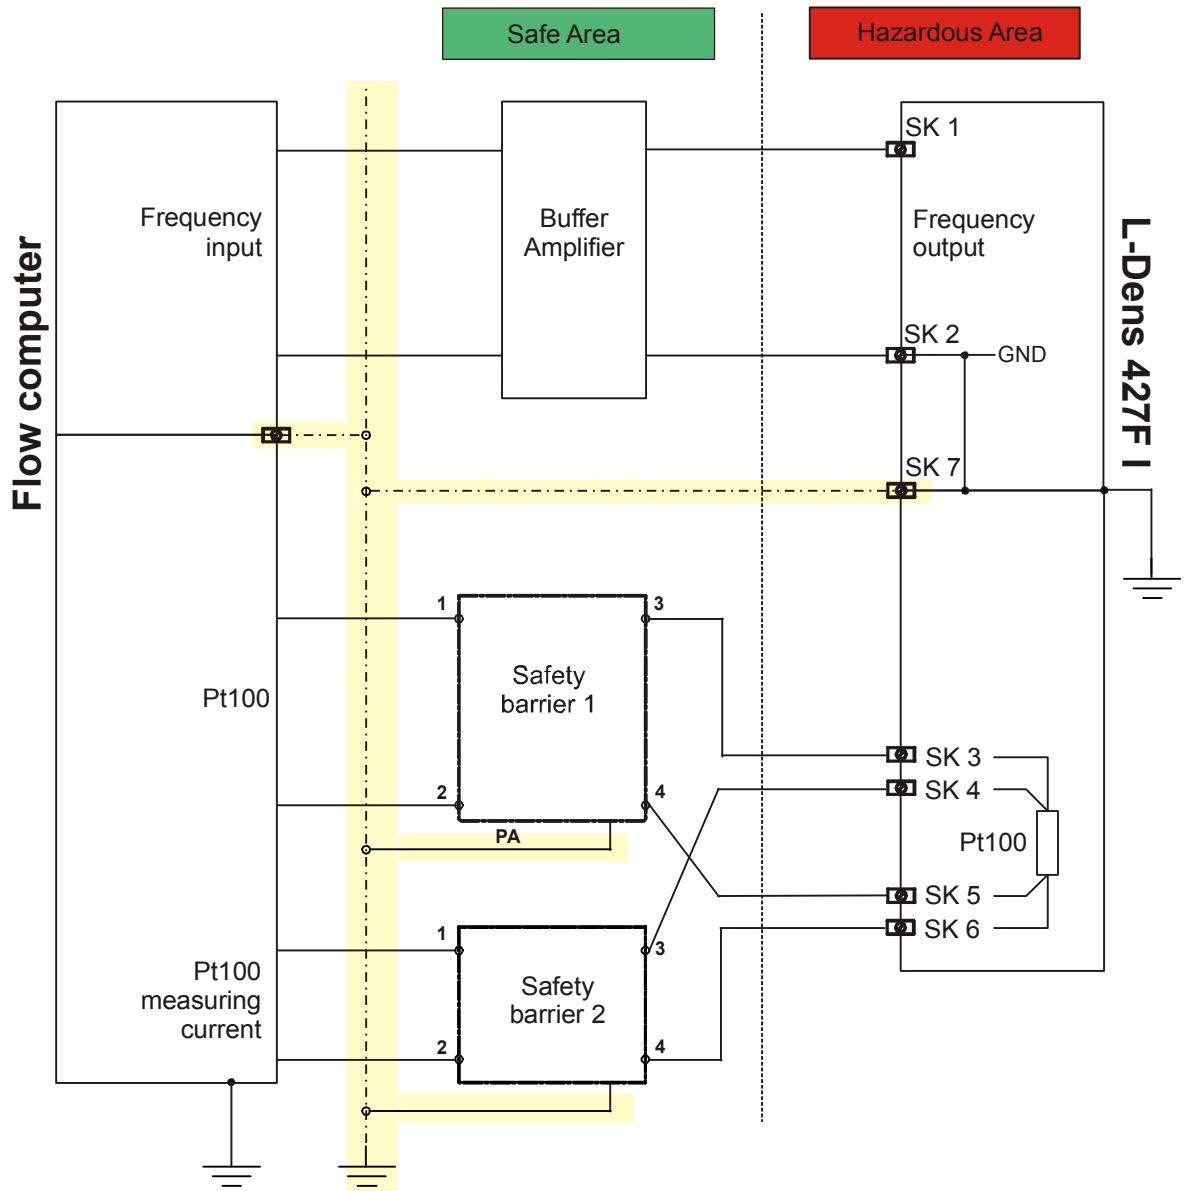 Safe Area
Hazardous Area
Flow computer
Frequency
input
Buffer
Amplifier
SK 1
Frequency
output
SK 2
GND
SK 7
L-Dens 427F I
Pt100
1
2
3
4
Safety
barrier 1
PA
SK 3
SK 4
Pt100
SK 5
SK 6
Pt100
measuring
current
1
2
3
4
Safety
barrier 2